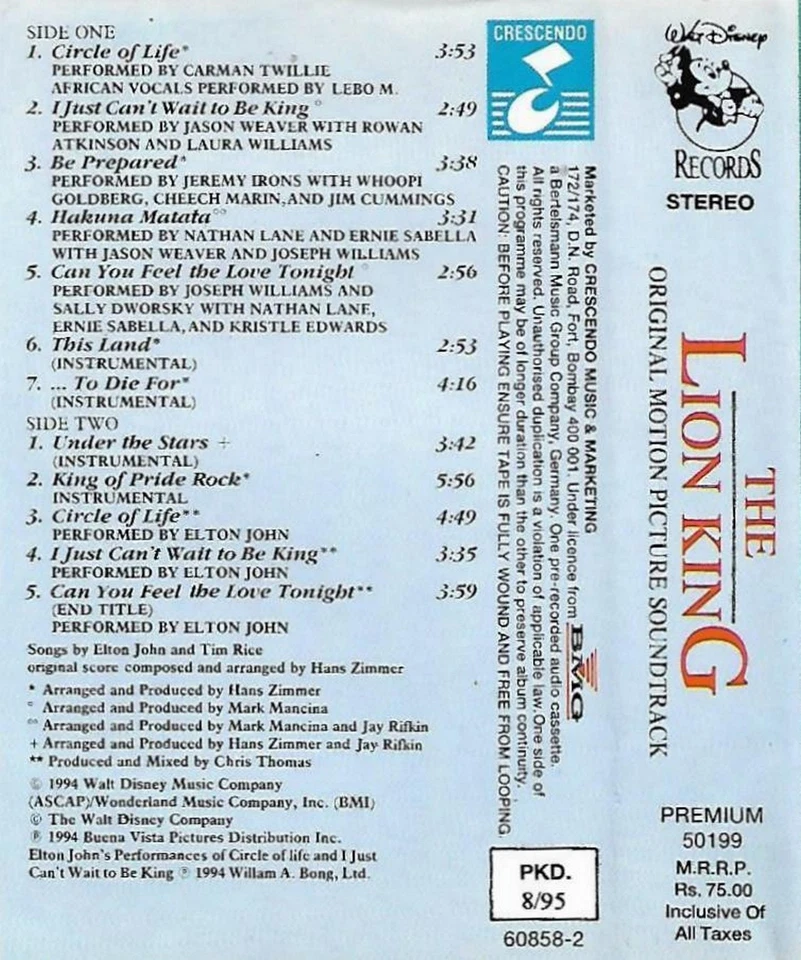 SIDE ONE
1. Circle of Life* 3:53
PERFORMED BY CARMAN TWILLIE
AFRICAN VOCALS PERFORMED BY LEBO M.
2. I Just Can't Wait to Be King° 2:49
PERFORMED BY JASON WEAVER WITH ROWAN
ATKINSON AND LAURA WILLIAMS
3. Be Prepared* 3:38
PERFORMED BY JEREMY IRONS WITH WHOOPI
GOLDBERG, CHEECH MARIN, AND JIM CUMMINGS
4. Hakuna Matata°° 3:31
PERFORMED BY NATHAN LANE AND ERNIE SABELLA
WITH JASON WEAVER AND JOSEPH WILLIAMS
5. Can You Feel the Love Tonight° 2:56
PERFORMED BY JOSEPH WILLIAMS AND
SALLY DWORSKY WITH NATHAN LANE,
ERNIE SABELLA, AND KRISTLE EDWARDS
6. This Land* 2:53
(INSTRUMENTAL)
7. ... To Die For* 4:16
(INSTRUMENTAL)
SIDE TWO
1. Under the Stars + 3:42
(INSTRUMENTAL)
2. King of Pride Rock* 5:56
INSTRUMENTAL
3. Circle of Life** 4:49
PERFORMED BY ELTON JOHN
4. I Just Can't Wait to Be King** 3:35
PERFORMED BY ELTON JOHN
5. Can You Feel the Love Tonight** 3:59
(END TITLE)
PERFORMED BY ELTON JOHN
Songs by Elton John and Tim Rice
original score composed and arranged by Hans Zimmer
* Arranged and Produced by Hans Zimmer
° Arranged and Produced by Mark Mancina
°° Arranged and Produced by Mark Mancina and Jay Rifkin
+ Arranged and Produced by Hans Zimmer and Jay Rifkin
** Produced and Mixed by Chris Thomas
© 1994 Walt Disney Music Company
(ASCAP)/Wonderland Music Company, Inc. (BMI)
© The Walt Disney Company
℗ 1994 Buena Vista Pictures Distribution Inc.
Elton John's Performances of Circle of life and I Just
Can't Wait to Be King ℗ 1994 Willam A. Bong, Ltd.
CRESCENDO
Marketed by CRESCENDO MUSIC & MARKETING
172/174, D.N. Road, Fort, Bombay 400 001. Under licence from BMG
a Bertelsmann Music Group Company, Germany. One pre-recorded audio cassette.
All rights reserved. Unauthorised duplication is a violation of applicable law. One side of
this programme may be of longer duration than the other to preserve album continuity.
CAUTION: BEFORE PLAYING ENSURE TAPE IS FULLY WOUND AND FREE FROM LOOPING.
PKD.
8/95
60858-2
WALT DISNEY
RECORDS
STEREO
THE
LION KING
ORIGINAL MOTION PICTURE SOUNDTRACK
PREMIUM
50199
M.R.R.P.
Rs. 75.00
Inclusive Of
All Taxes